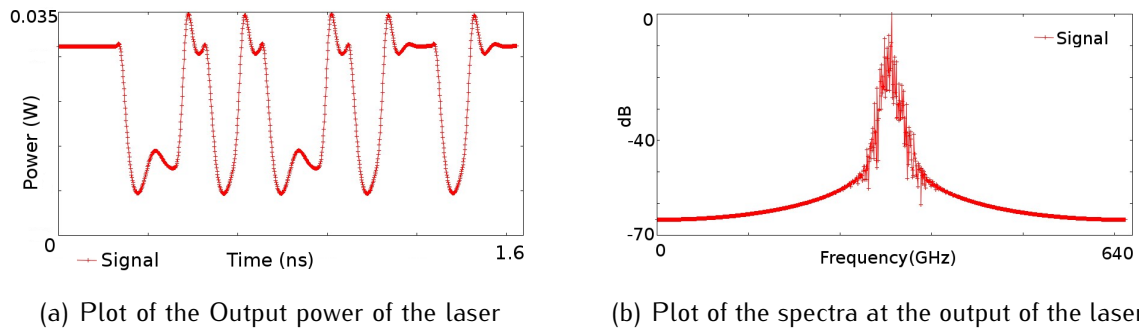 0.035
Power (W)
0
Signal
Time (ns)
1.6
(a) Plot of the Output power of the laser
0
Signal
dB
-40
-70
0
Frequency(GHz)
640
(b) Plot of the spectra at the output of the laser